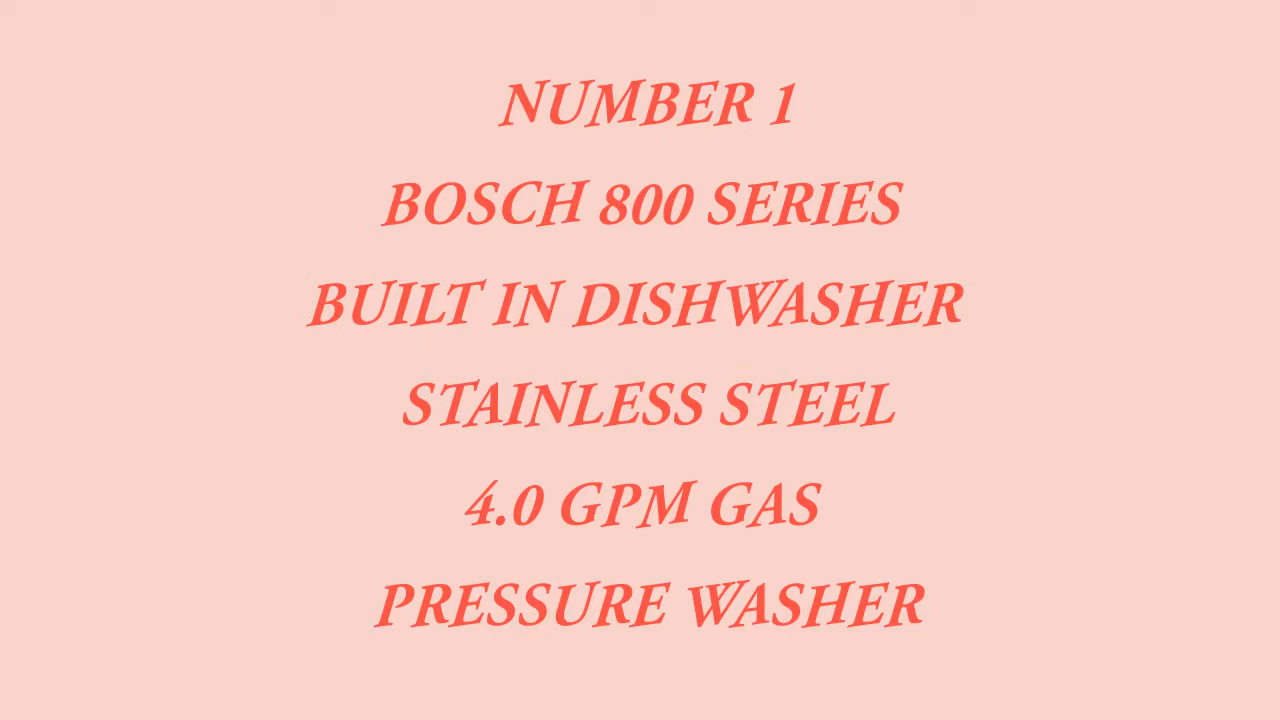 NUMBER 1
BOSCH 800 SERIES
BUILT IN DISHWASHER
STAINLESS STEEL
4.0 GPM GAS
PRESSURE WASHER